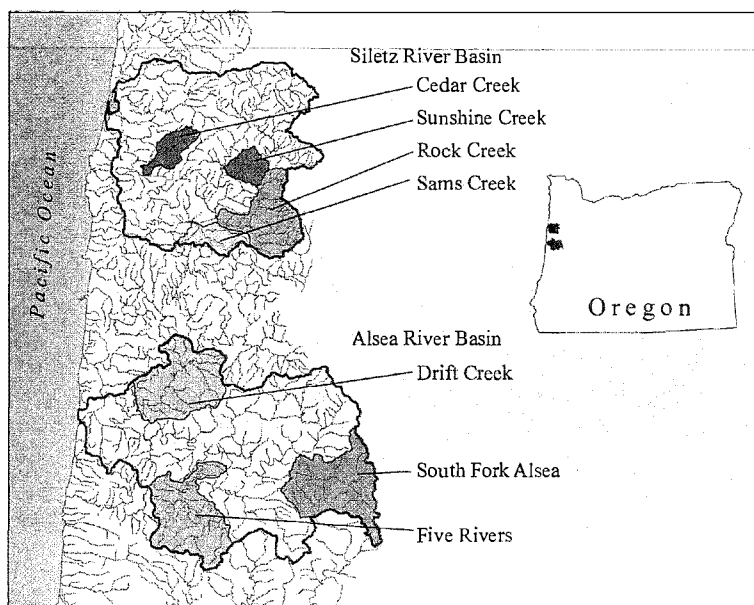 Siletz River Basin
Cedar Creek
Sunshine Creek
Rock Creek
Sams Creek
Pacific Ocean
Oregon
Alsea River Basin
Drift Creek
South Fork Alsea
Five Rivers